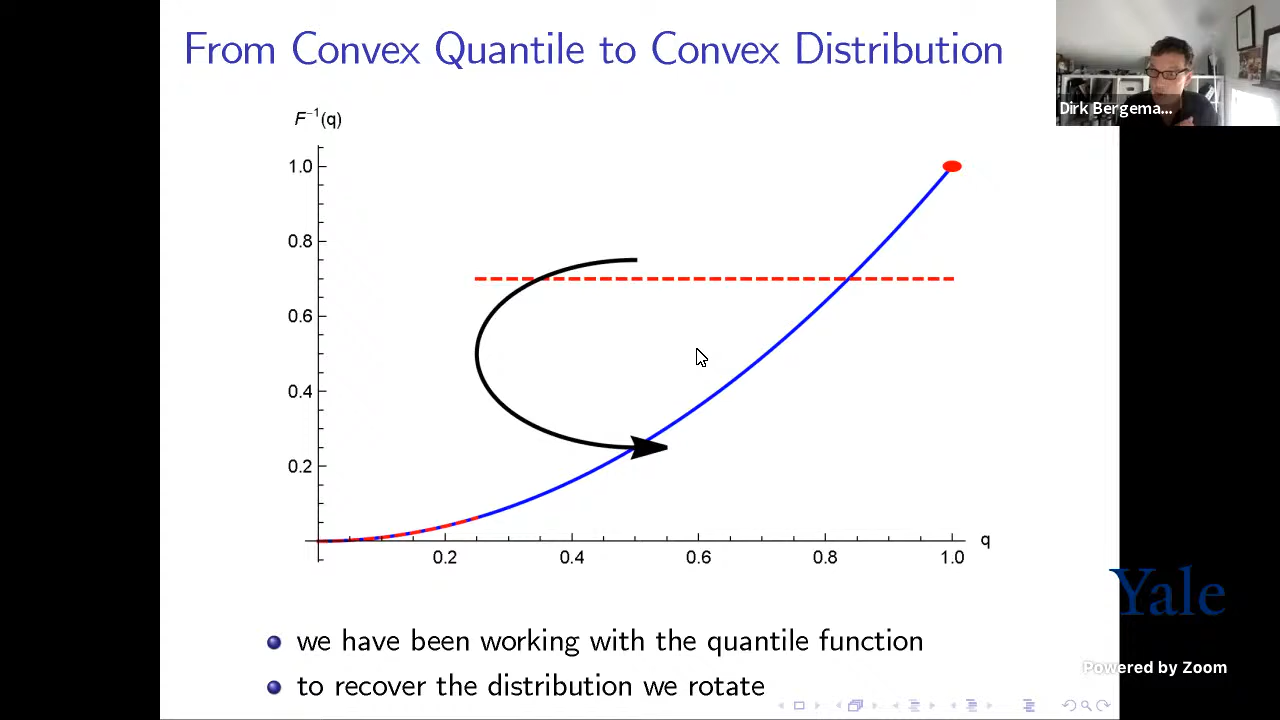 From Convex Quantile to Convex Distribution
Dirk Bergema...
F⁻¹(q)
1.0
0.8
0.6
0.4
0.2
0.2 0.4 0.6 0.8 1.0 q
we have been working with the quantile function
to recover the distribution we rotate
Yale
Powered by Zoom